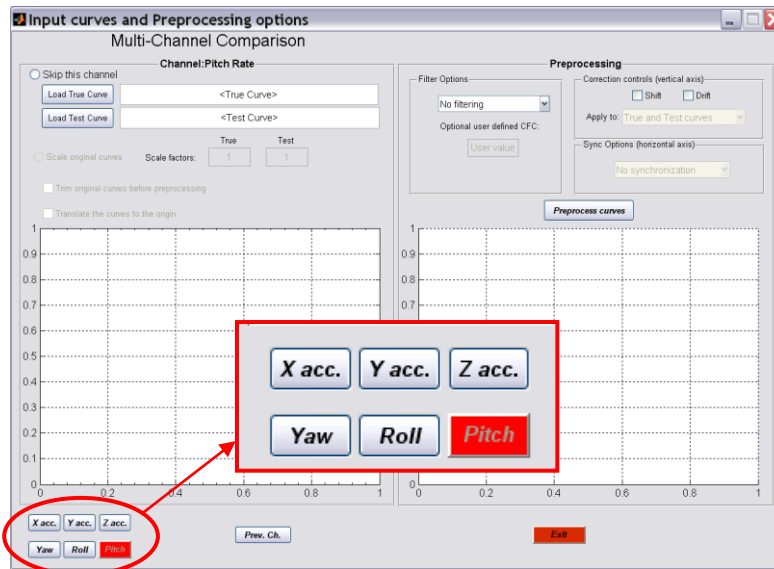 Input curves and Preprocessing options
Multi-Channel Comparison
Channel:Pitch Rate
Skip this channel
Load True Curve
<True Curve>
Load Test Curve
<Test Curve>
True Test
Scale original curves Scale factors: 1 1
Trim original curves before preprocessing
Translate the curves to the origin
Preprocessing
Filter Options
No filtering
Optional user defined CFC:
User value
Correction controls (vertical axis)
Shift Drift
Apply to: True and Test curves
Sync Options (horizontal axis)
No synchronization
Preprocess curves
1
0.9
0.8
0.7
0.6
0.5
0.4
0.3
0.2
0.1
0
0 0.2 0.4 0.6 0.8 1
1
0.9
0.8
0.7
0
0 0.2 0.4 0.6 0.8 1
X acc. Y acc. Z acc.
Yaw Roll Pitch
X acc. Y acc. Z acc.
Yaw Roll Pitch
Prev. Ch.
Exit